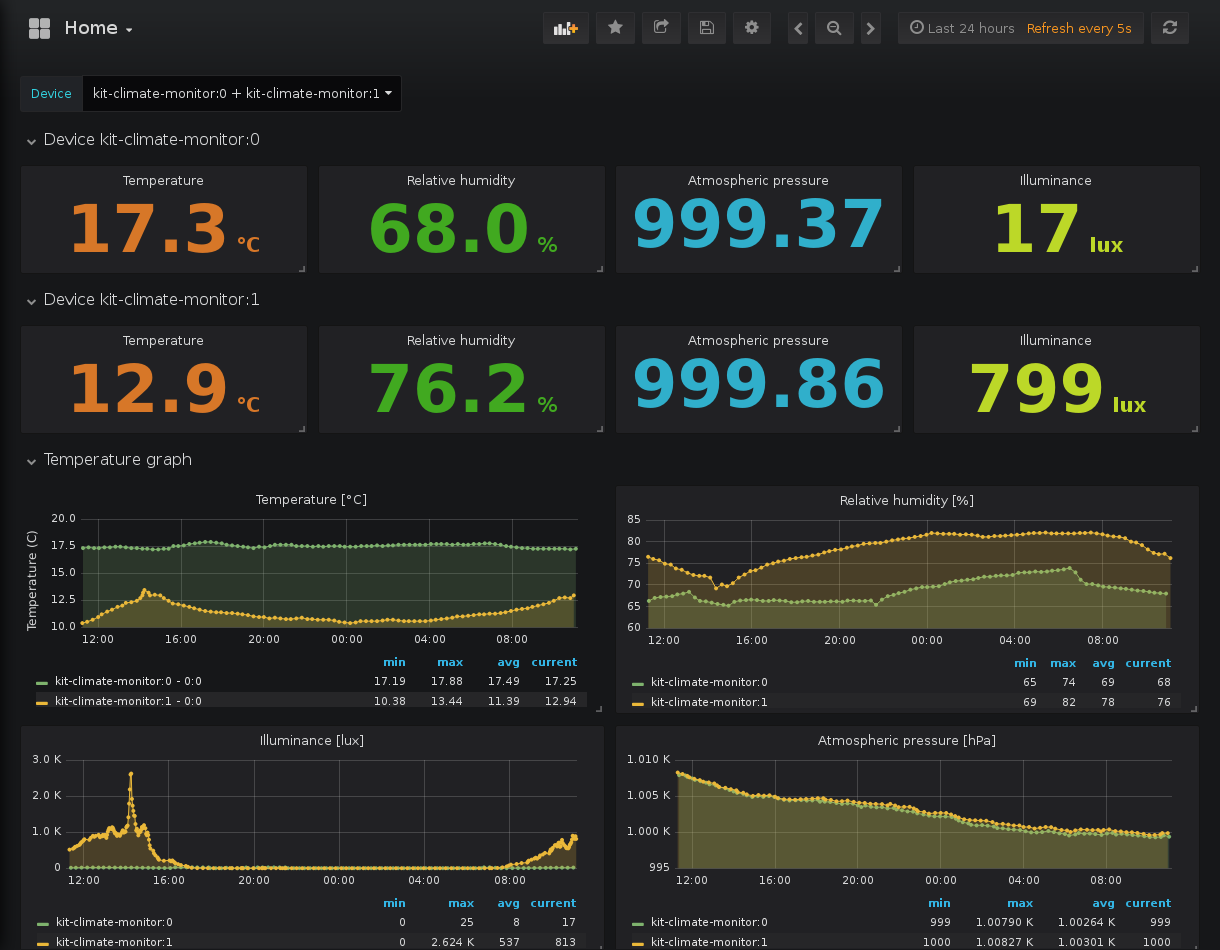 Home
Last 24 hours Refresh every 5s
Device kit-climate-monitor:0 + kit-climate-monitor:1
Device kit-climate-monitor:0
Temperature Relative humidity Atmospheric pressure Illuminance
17.3 °C 68.0 % 999.37 17 lux
Device kit-climate-monitor:1
Temperature Relative humidity Atmospheric pressure Illuminance
12.9 °C 76.2 % 999.86 799 lux
Temperature graph
Temperature [°C]
Temperature (C)
20.0
17.5
15.0
12.5
10.0
12:00 16:00 20:00 00:00 04:00 08:00
min max avg current
kit-climate-monitor:0 - 0:0 17.19 17.88 17.49 17.25
kit-climate-monitor:1 - 0:0 10.38 13.44 11.39 12.94
Relative humidity [%]
85
80
75
70
65
60
12:00 16:00 20:00 00:00 04:00 08:00
min max avg current
kit-climate-monitor:0 65 74 69 68
kit-climate-monitor:1 69 82 78 76
Illuminance [lux]
3.0 K
2.0 K
1.0 K
0
12:00 16:00 20:00 00:00 04:00 08:00
min max avg current
kit-climate-monitor:0 0 25 8 17
kit-climate-monitor:1 0 2.624 K 537 813
Atmospheric pressure [hPa]
1.010 K
1.005 K
1.000 K
995
12:00 16:00 20:00 00:00 04:00 08:00
min max avg current
kit-climate-monitor:0 999 1.00790 K 1.00264 K 999
kit-climate-monitor:1 1000 1.00827 K 1.00301 K 1000